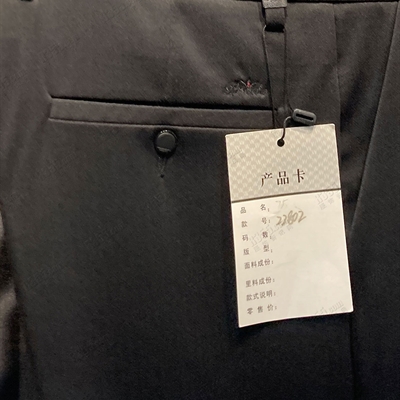 产品卡
品 名:
款 号: 22602
码 数:
版 型:
面料成份:
里料成份:
款式说明:
零售价: